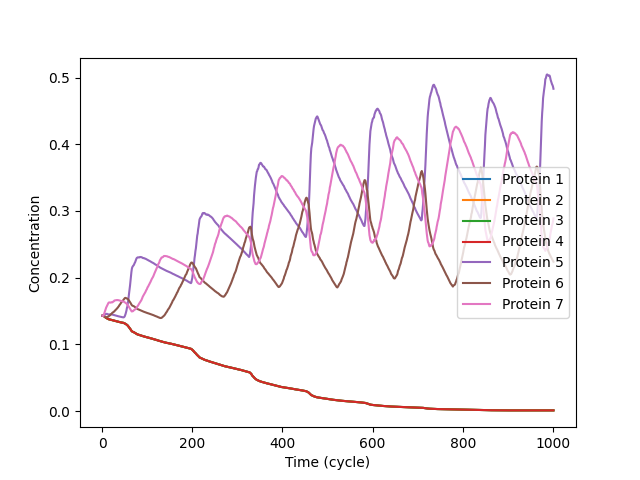 0.5
0.4
0.3
0.2
0.1
0.0
Concentration
0 200 400 600 800 1000
Time (cycle)
Protein 1
Protein 2
Protein 3
Protein 4
Protein 5
Protein 6
Protein 7